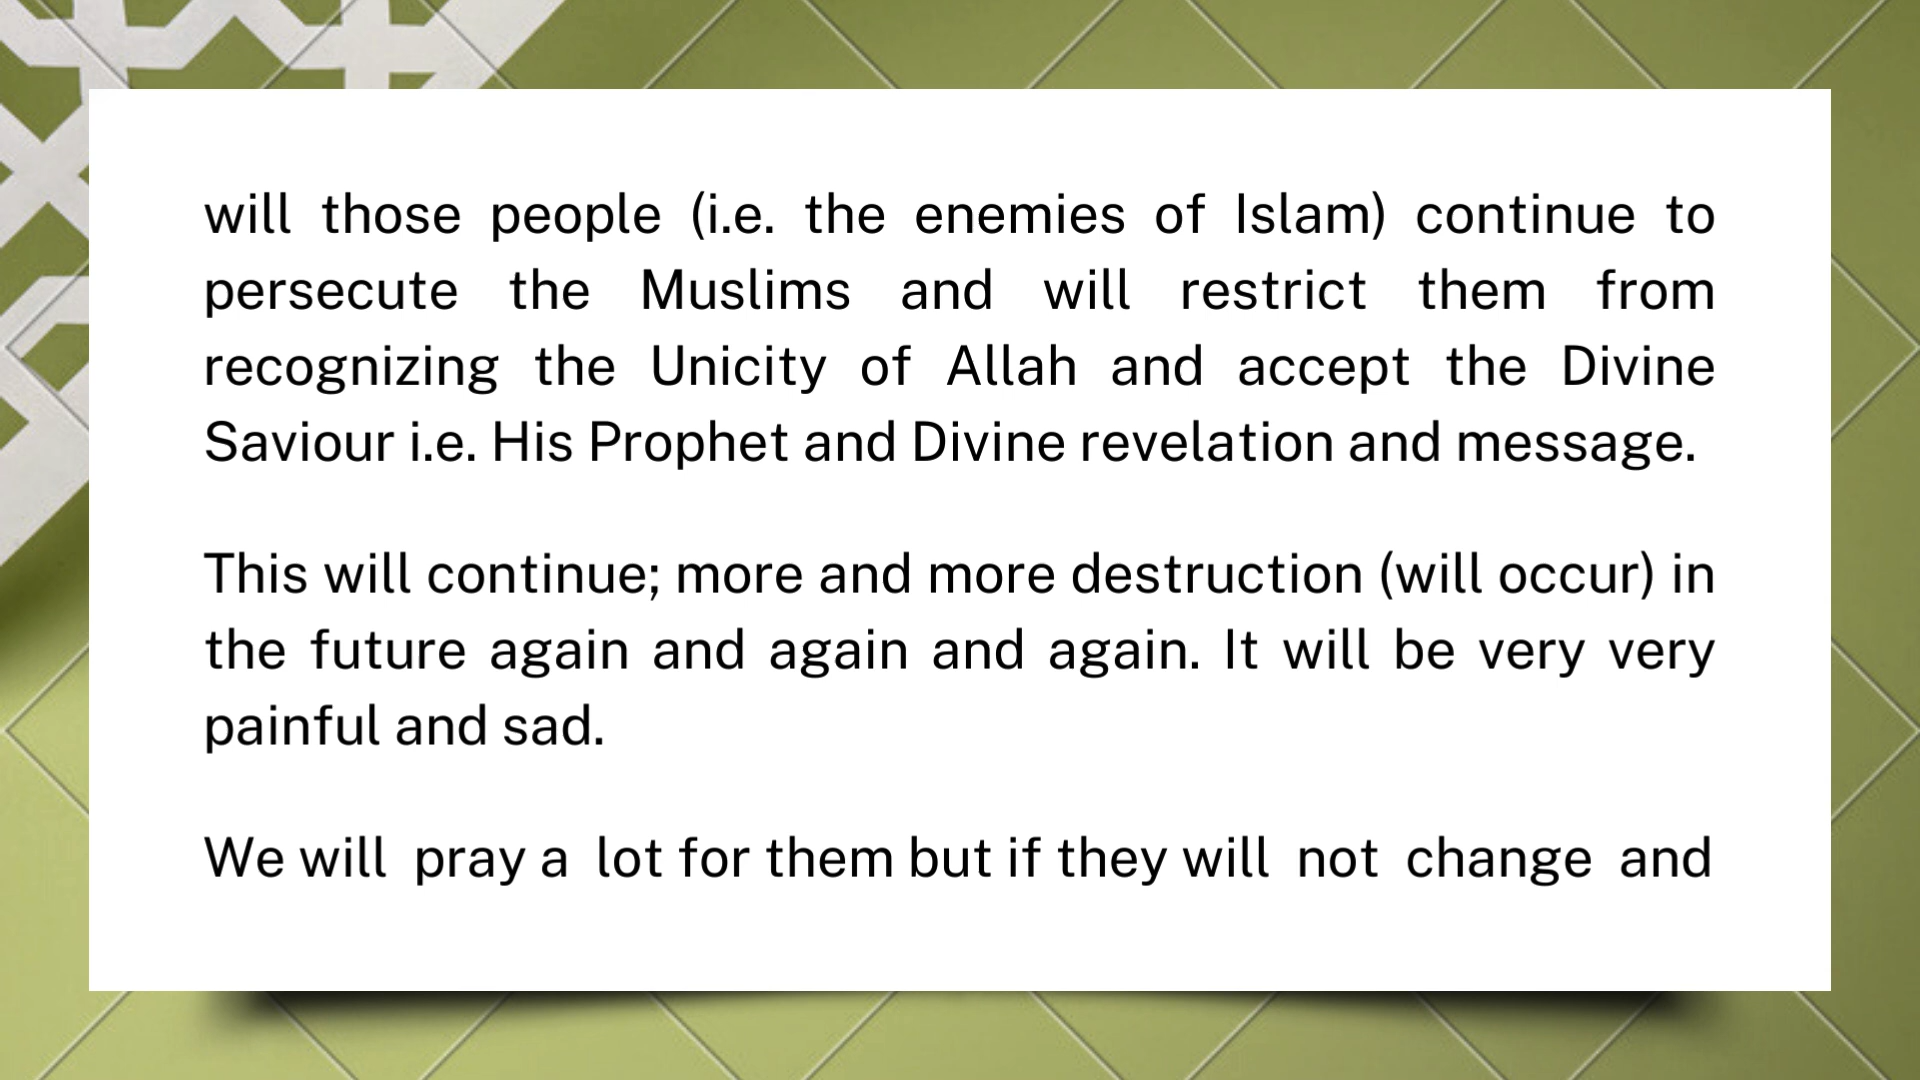 will those people (i.e. the enemies of Islam) continue to
persecute the Muslims and will restrict them from
recognizing the Unicity of Allah and accept the Divine
Saviour i.e. His Prophet and Divine revelation and message.
This will continue; more and more destruction (will occur) in
the future again and again and again. It will be very very
painful and sad.
We will pray a lot for them but if they will not change and